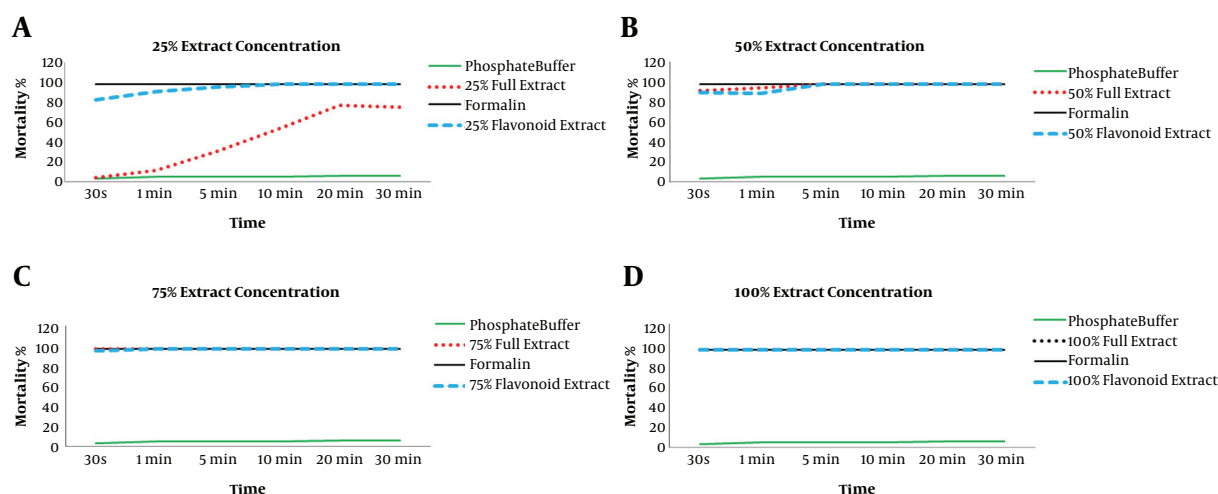 A
25% Extract Concentration
Mortality %
120
100
80
60
40
20
0
30s 1 min 5 min 10 min 20 min 30 min
Time
PhosphateBuffer
25% Full Extract
Formalin
25% Flavonoid Extract
B
50% Extract Concentration
Mortality %
120
100
80
60
40
20
0
30s 1 min 5 min 10 min 20 min 30 min
Time
PhosphateBuffer
50% Full Extract
Formalin
50% Flavonoid Extract
C
75% Extract Concentration
Mortality %
120
100
80
60
40
20
0
30s 1 min 5 min 10 min 20 min 30 min
Time
PhosphateBuffer
75% Full Extract
Formalin
75% Flavonoid Extract
D
100% Extract Concentration
Mortality %
120
100
80
60
40
20
0
30s 1 min 5 min 10 min 20 min 30 min
Time
PhosphateBuffer
100% Full Extract
Formalin
100% Flavonoid Extract